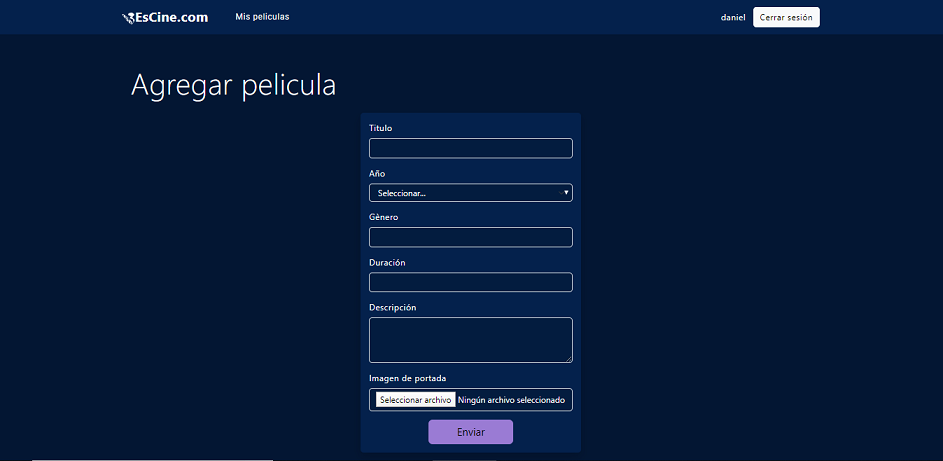 EsCine.com Mis peliculas daniel Cerrar sesión
Agregar pelicula
Titulo
Año
Seleccionar...
Gènero
Duración
Descripción
Imagen de portada
Seleccionar archivo Ningún archivo seleccionado
Enviar